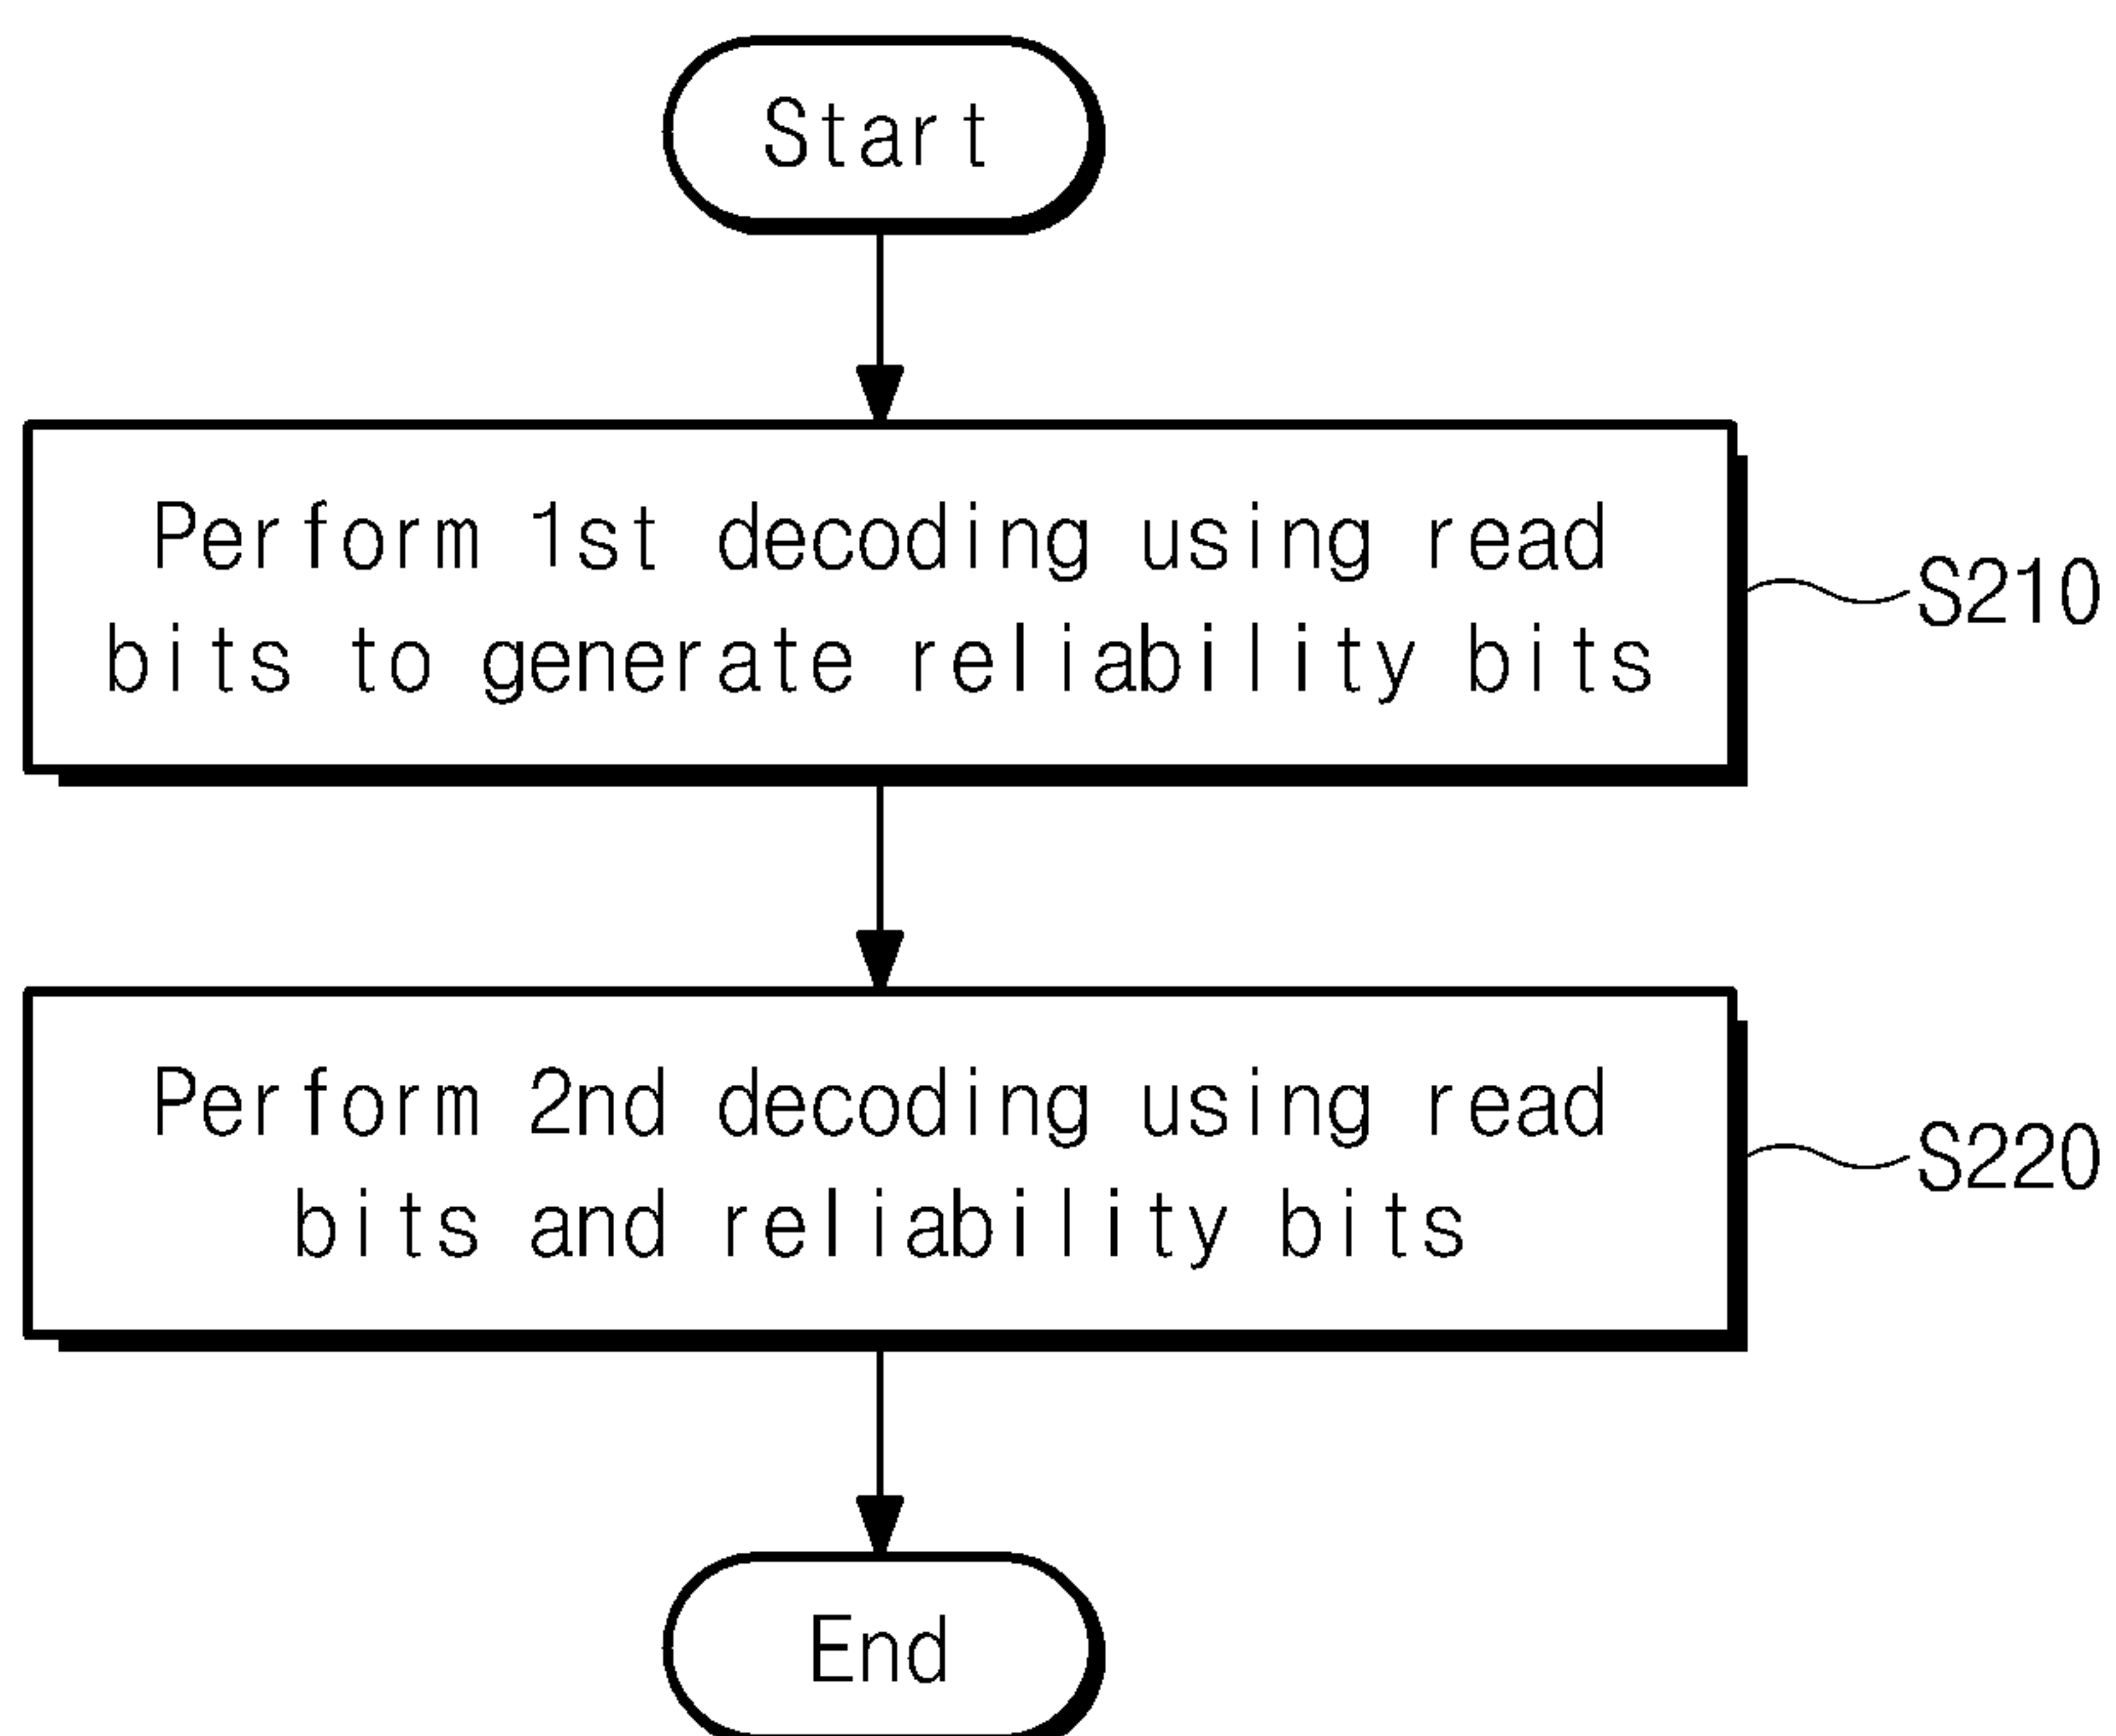 Start
Perform 1st decoding using read
bits to generate reliability bits
S210
Perform 2nd decoding using read
bits and reliability bits
S220
End